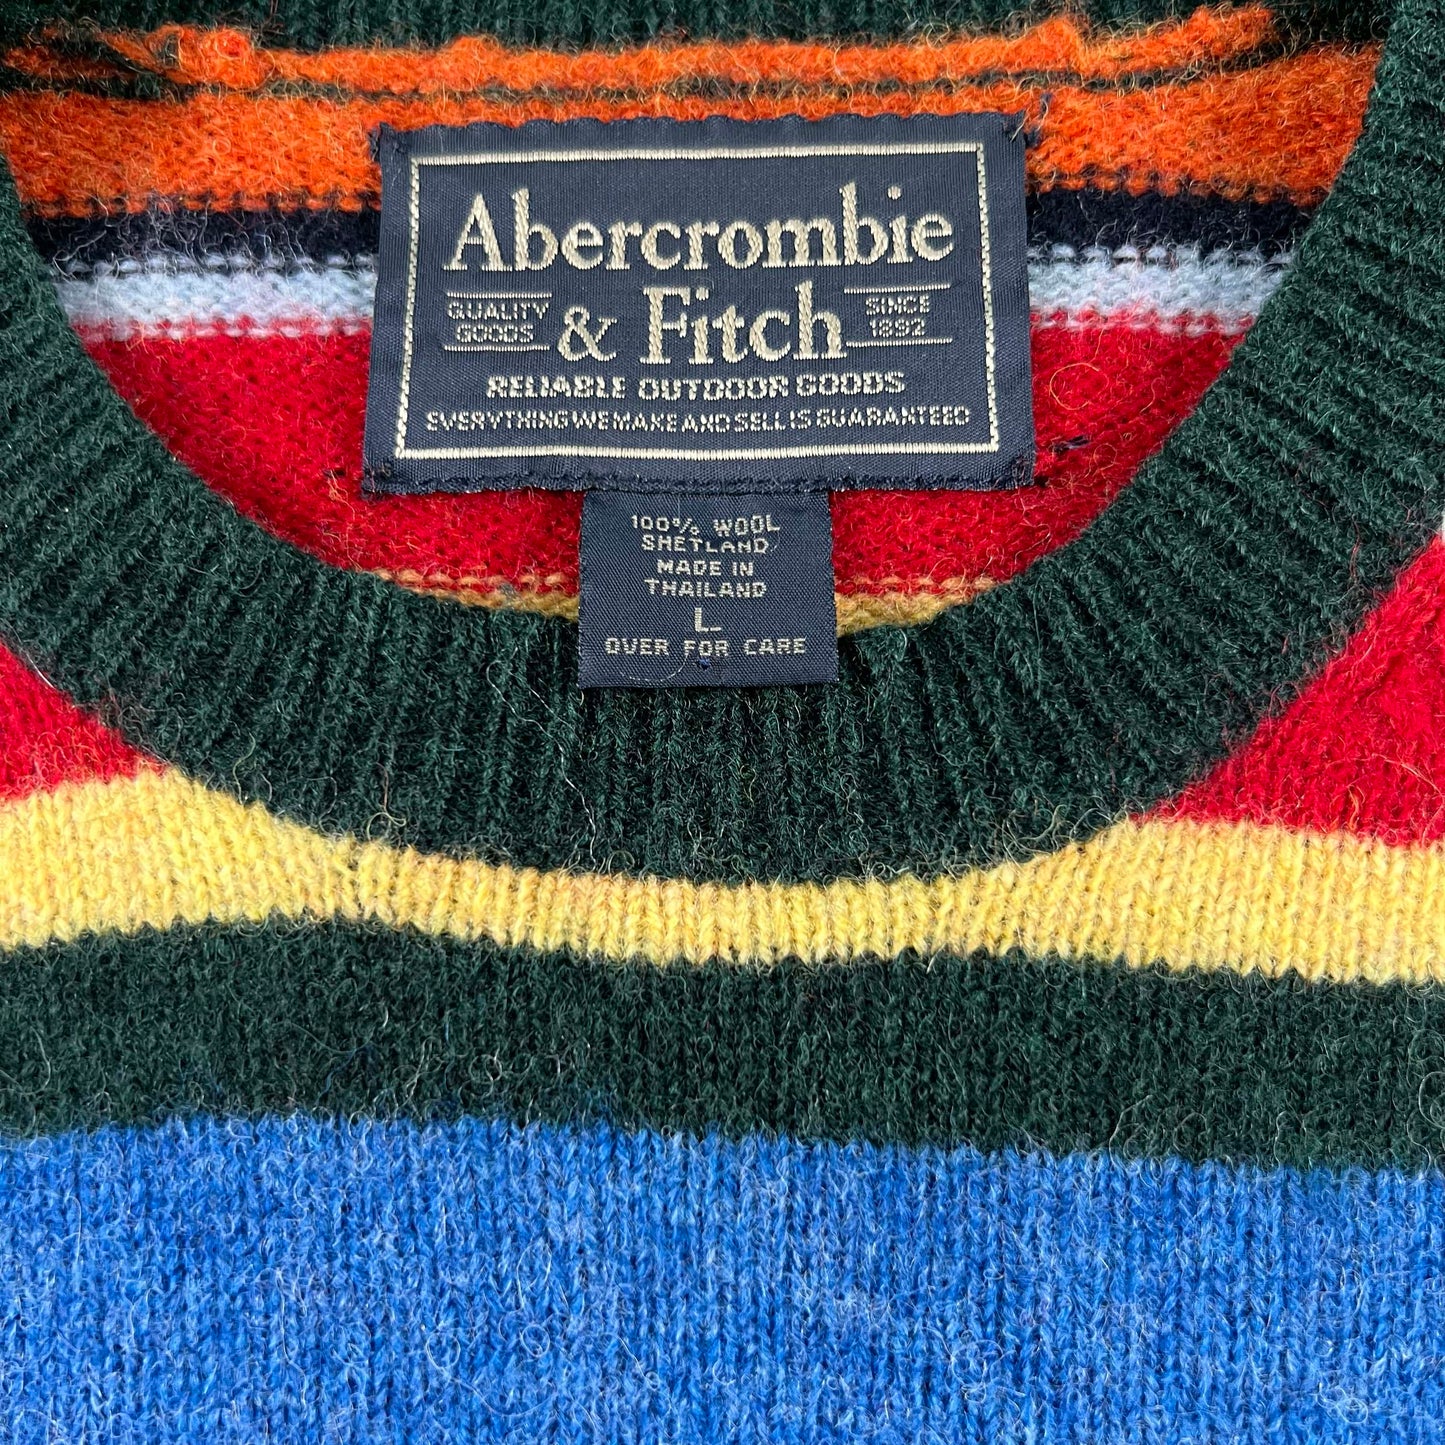 Abercrombie
QUALITY GOODS & Fitch SINCE 1892
RELIABLE OUTDOOR GOODS
EVERYTHING WE MAKE AND SELL IS GUARANTEED
100% WOOL
SHETLAND
MADE IN
THAILAND
L
OVER FOR CARE